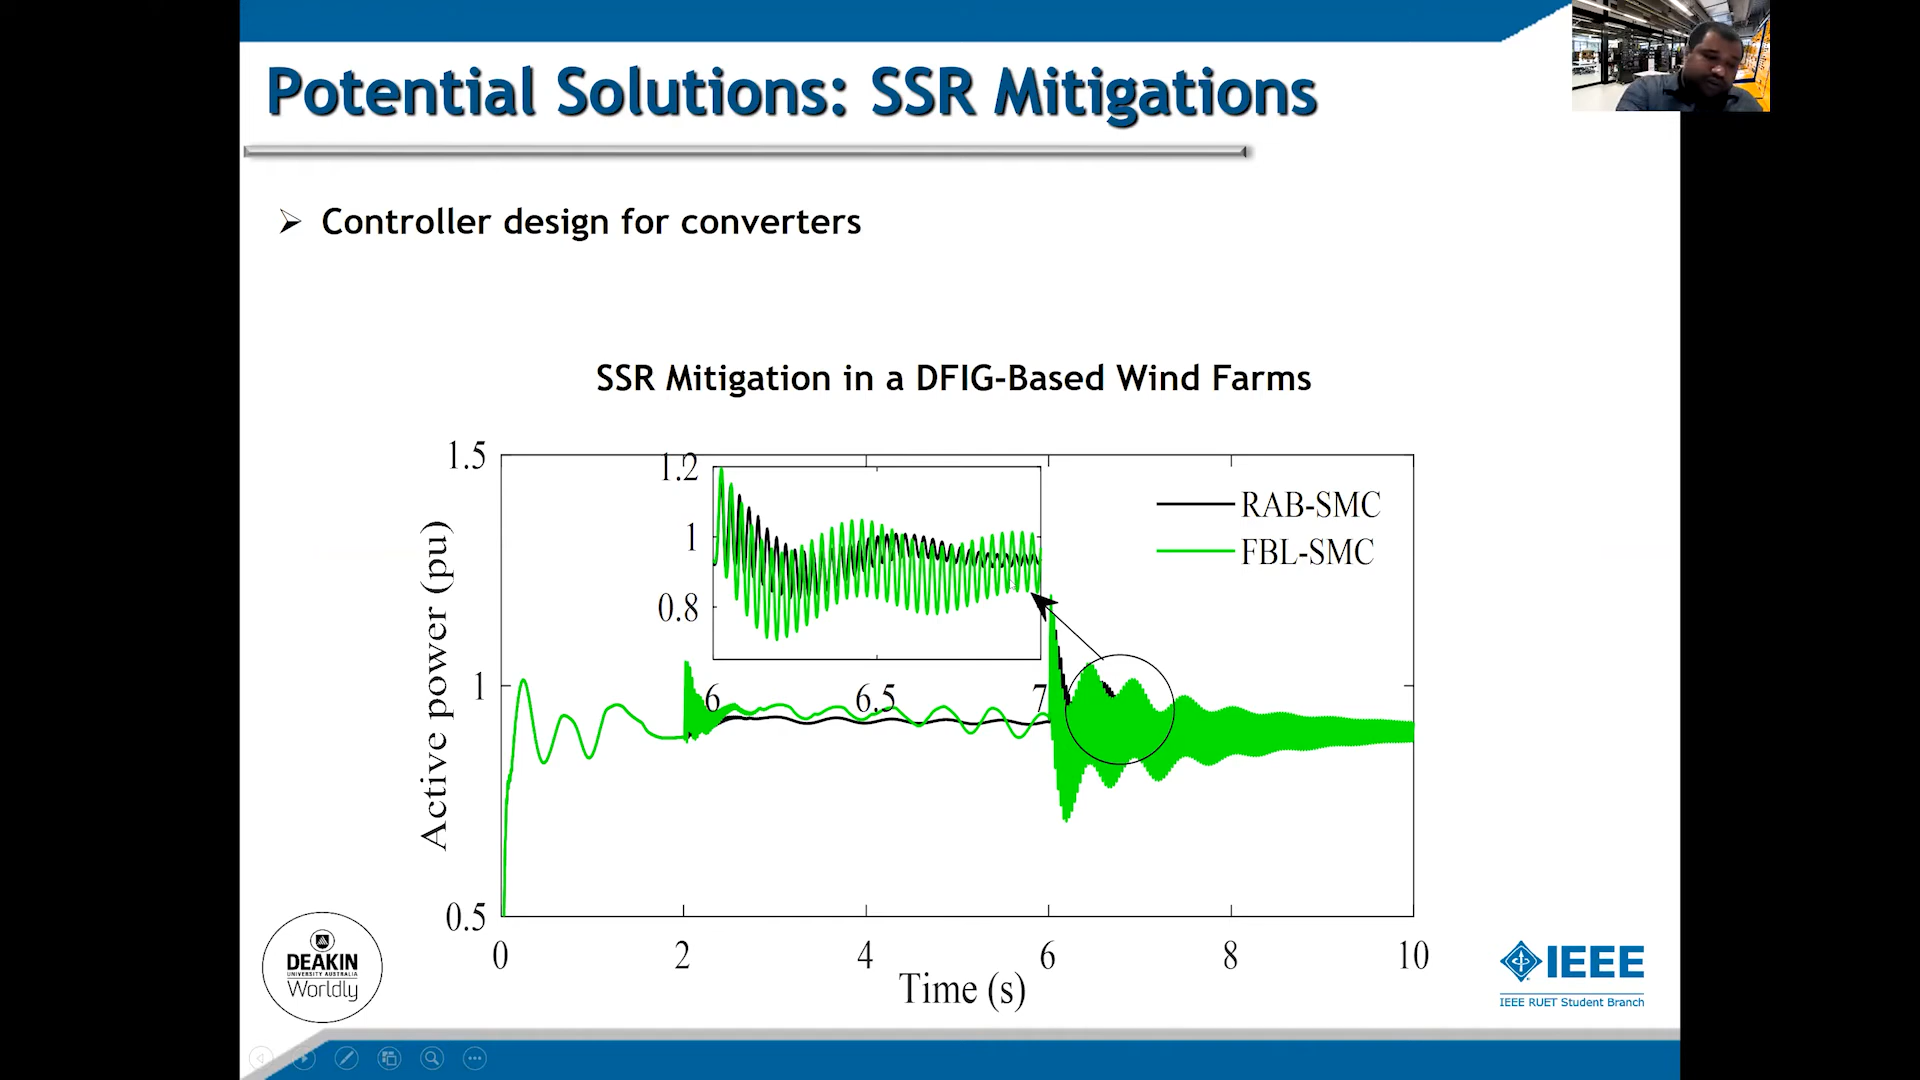 Potential Solutions: SSR Mitigations
Controller design for converters
SSR Mitigation in a DFIG-Based Wind Farms
1.5
1
0.5
Active power (pu)
1.2
1
0.8
6
6.5
7
RAB-SMC
FBL-SMC
0
2
4
6
8
10
Time (s)
DEAKIN
UNIVERSITY AUSTRALIA
Worldly
IEEE
IEEE RUET Student Branch